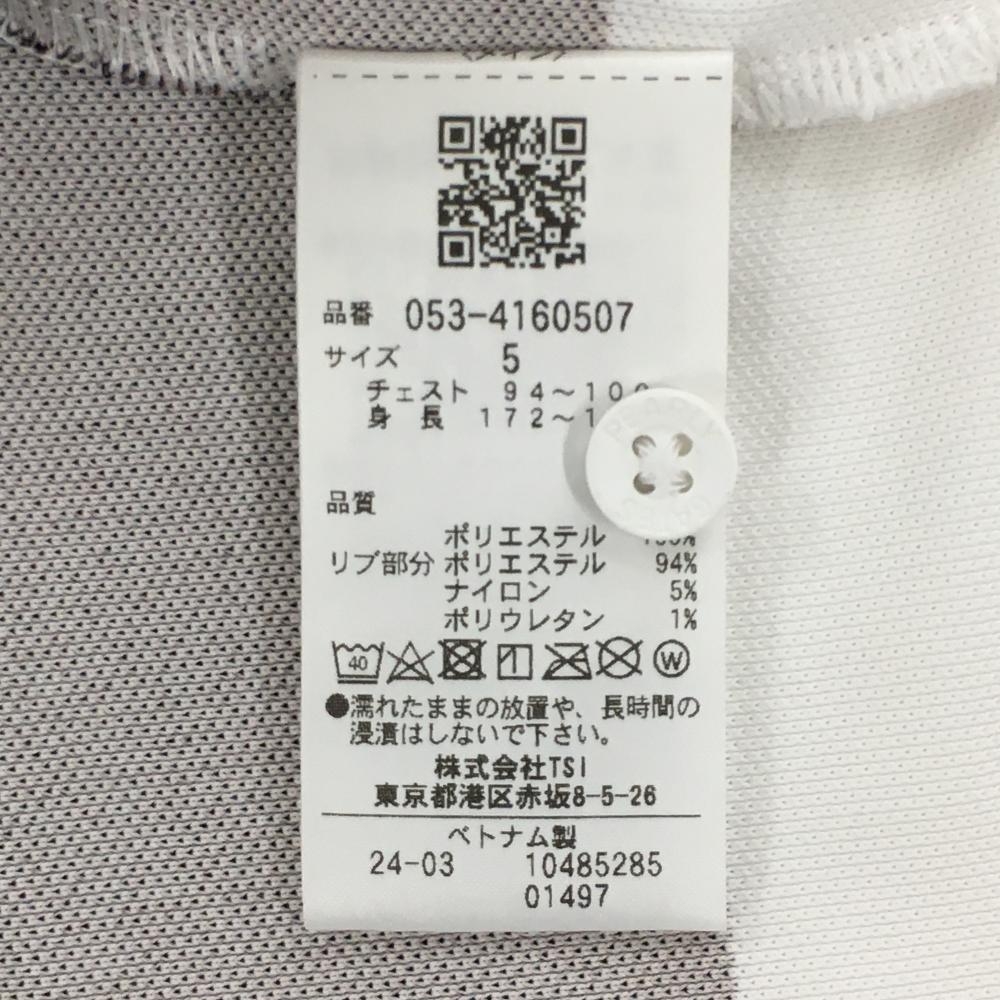 品番 053-4160507
サイズ 5
チェスト 94〜100
身長 172〜1
品質
ポリエステル 100%
リブ部分 ポリエステル 94%
ナイロン 5%
ポリウレタン 1%
40 W
●濡れたままの放置や、長時間の
浸漬はしないで下さい。
株式会社TSI
東京都港区赤坂8-5-26
ベトナム製
24-03 10485285
01497